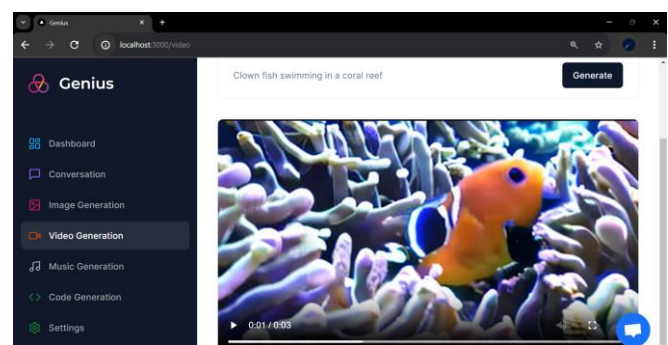 Genius
localhost:3000/video
Genius
Clown fish swimming in a coral reef
Generate
Dashboard
Conversation
Image Generation
Video Generation
Music Generation
Code Generation
Settings
0:01 / 0:03